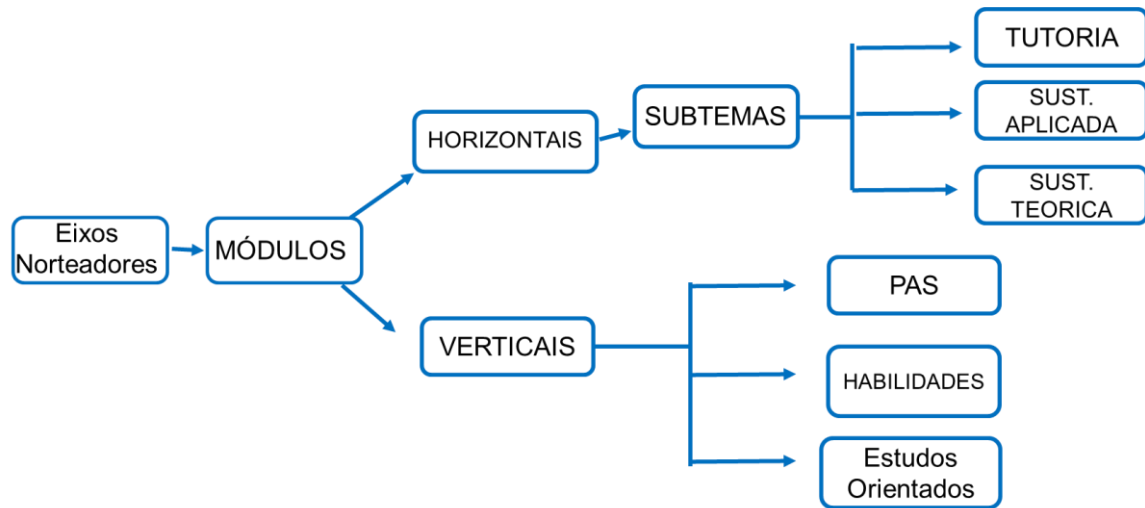 TUTORIA
SUBTEMAS
SUST.
APLICADA
HORIZONTAIS
SUST.
TEORICA
Eixos
Norteadores
MÓDULOS
PAS
VERTICAIS
HABILIDADES
Estudos
Orientados